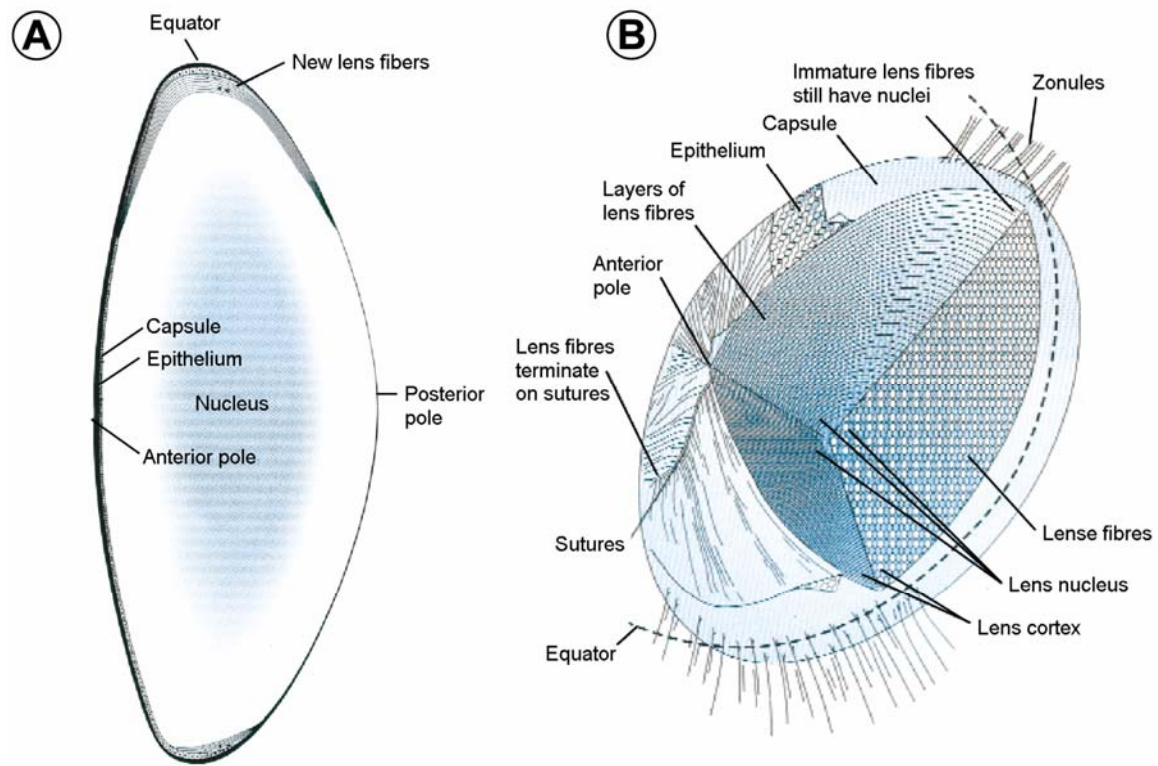 A
Equator
New lens fibers
Capsule
Epithelium
Nucleus
Posterior
pole
Anterior pole
B
Immature lens fibres
still have nuclei
Zonules
Capsule
Epithelium
Layers of
lens fibres
Anterior
pole
Lens fibres
terminate
on sutures
Sutures
Lense fibres
Lens nucleus
Lens cortex
Equator